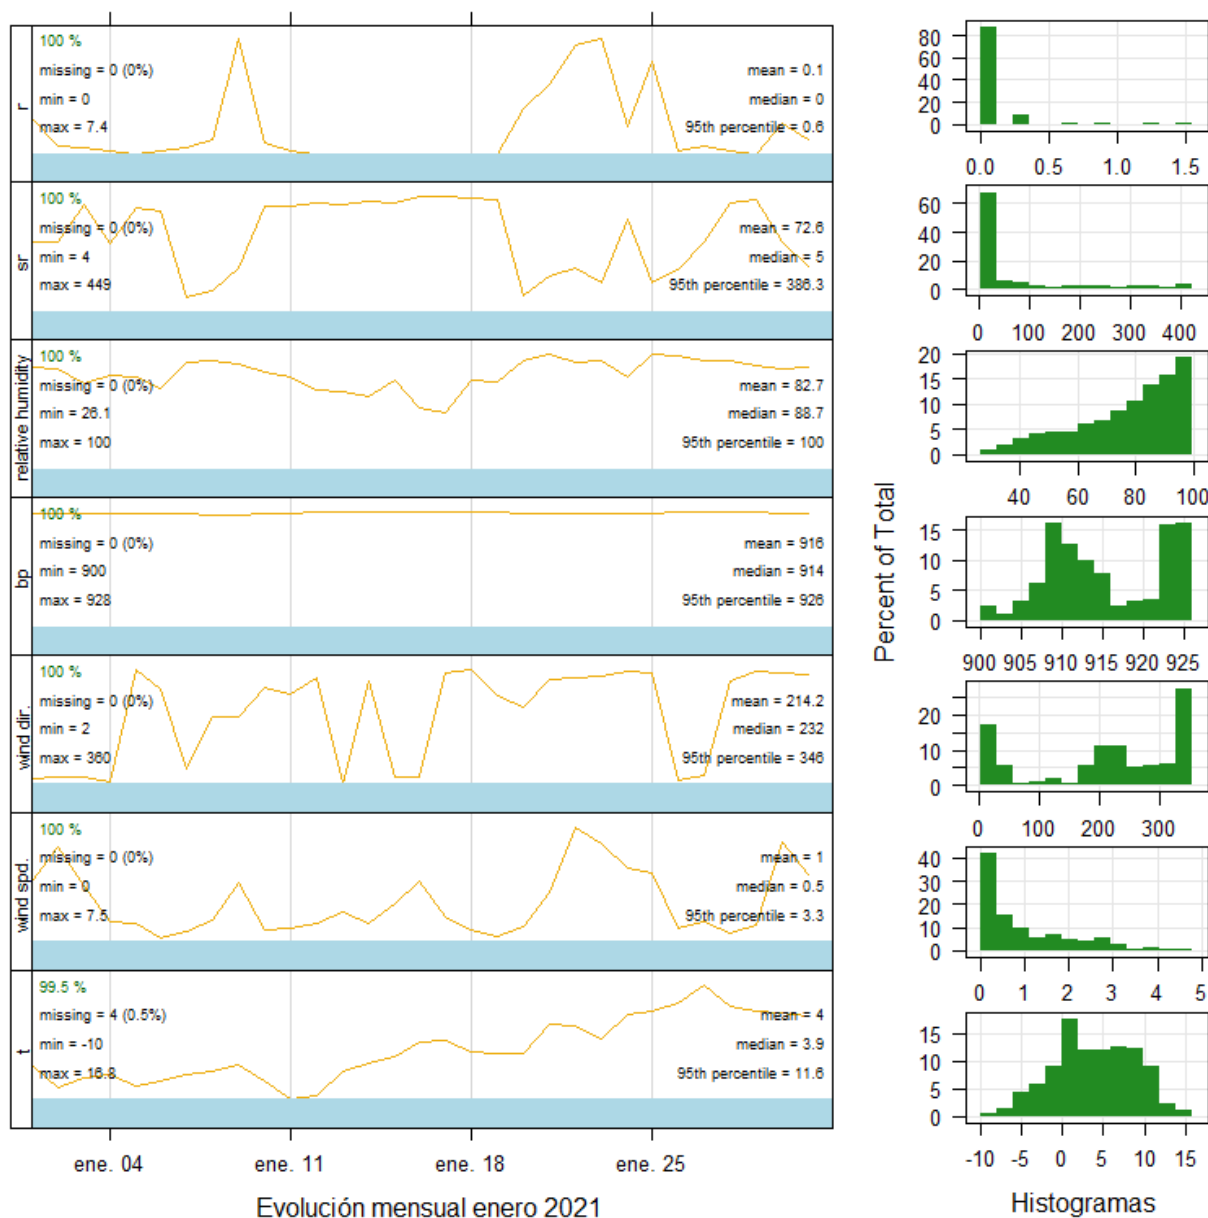 r
100 %
missing = 0 (0%)
min = 0
max = 7.4
mean = 0.1
median = 0
95th percentile = 0.6
sr
100 %
missing = 0 (0%)
min = 4
max = 449
mean = 72.6
median = 5
95th percentile = 386.3
relative humidity
100 %
missing = 0 (0%)
min = 26.1
max = 100
mean = 82.7
median = 88.7
95th percentile = 100
bp
100 %
missing = 0 (0%)
min = 900
max = 928
mean = 916
median = 914
95th percentile = 926
wind dir.
100 %
missing = 0 (0%)
min = 2
max = 360
mean = 214.2
median = 232
95th percentile = 346
wind spd.
100 %
missing = 0 (0%)
min = 0
max = 7.5
mean = 1
median = 0.5
95th percentile = 3.3
t
99.5 %
missing = 4 (0.5%)
min = -10
max = 16.8
mean = 4
median = 3.9
95th percentile = 11.6
ene. 04 ene. 11 ene. 18 ene. 25
Evolución mensual enero 2021
Percent of Total
80
60
40
20
0
0.0 0.5 1.0 1.5
60
40
20
0
0 100 200 300 400
20
15
10
5
0
40 60 80 100
15
10
5
0
900 905 910 915 920 925
20
10
0
0 100 200 300
40
30
20
10
0
0 1 2 3 4 5
15
10
5
0
-10 -5 0 5 10 15
Histogramas